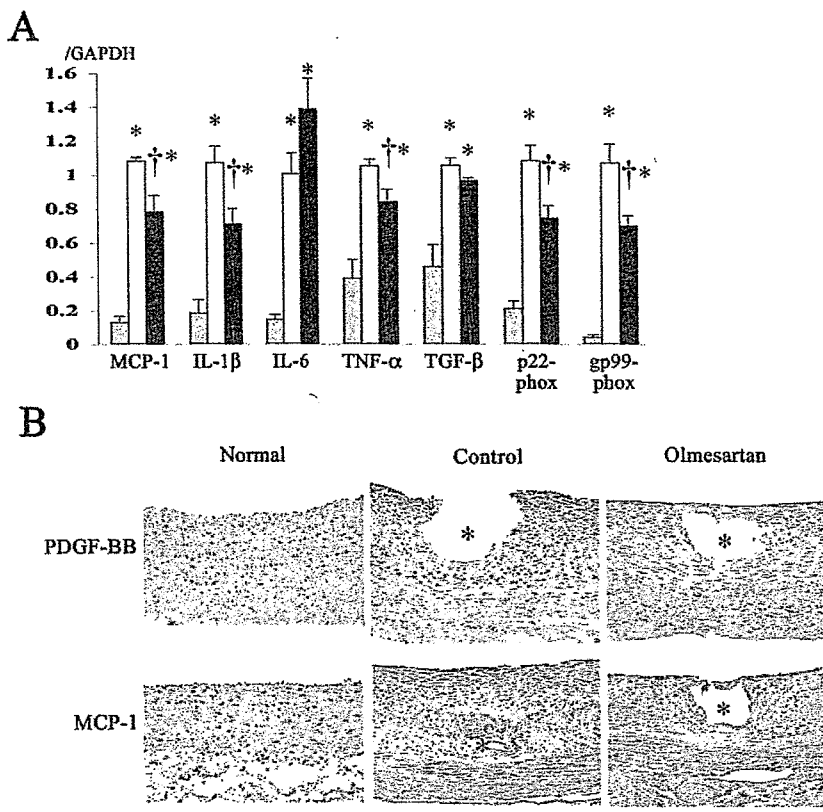 A
/GAPDH
1.6
1.4
1.2
1
0.8
0.6
0.4
0.2
0
* †* * †* * * * †* * * * †* * †*
MCP-1 IL-1β IL-6 TNF-α TGF-β p22-phox gp99-phox
B
Normal Control Olmesartan
PDGF-BB
* *
MCP-1
* *